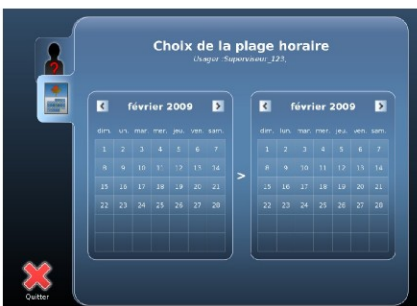 Choix de la plage horaire
Usager :Superviseur_123,
février 2009
dim. lun. mar. mer. jeu. ven. sam.
1 2 3 4 5 6 7
8 9 10 11 12 13 14
15 16 17 18 19 20 21
22 23 24 25 26 27 28
>
février 2009
dim. lun. mar. mer. jeu. ven. sam.
1 2 3 4 5 6 7
8 9 10 11 12 13 14
15 16 17 18 19 20 21
22 23 24 25 26 27 28
Quitter